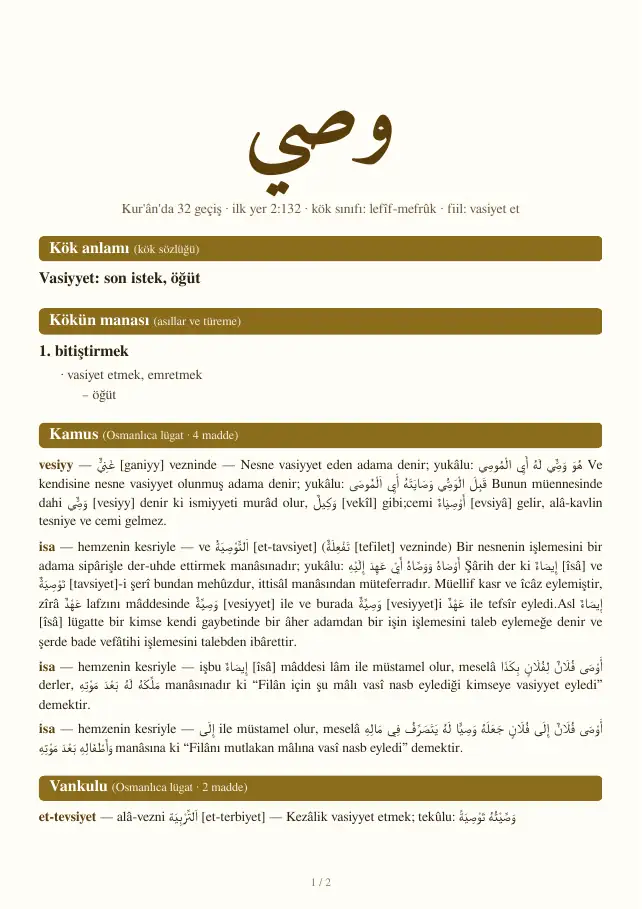 وصي
Kur'ân'da 32 geçiş · ilk yer 2:132 · kök sınıfı: lefîf-mefrûk · fiil: vasiyet et
Kök anlamı (kök sözlüğü)
Vasiyyet: son istek, öğüt
Kökün manası (asıllar ve türeme)
1. bitiştirmek
· vasiyet etmek, emretmek
– öğüt
Kamus (Osmanlıca lügat · 4 madde)
vesiyy — غَنِيٌّ [ganiyy] vezninde — Nesne vasiyyet eden adama denir; yukâlu: هُوَ وَصِيٌّ لَهُ أَيِ الْمُوصِي Ve
kendisine nesne vasiyyet olunmuş adama denir; yukâlu: قَبِلَ الْوَصِيُّ وَصَايَتَهُ أَيِ الْمُوصَى Bunun müennesinde
dahi وَصِيٌّ [vesiyy] denir ki ismiyyeti murâd olur, وَكِيلٌ [vekîl] gibi;cemi أَوْصِيَاءُ [evsiyâ] gelir, alâ-kavlin
tesniye ve cemi gelmez.
isa — hemzenin kesriyle — ve اَلتَّوْصِيَةُ [et-tavsiyet] (تَفْعِلَةٌ [tefilet] vezninde) Bir nesnenin işlemesini bir
adama sipârişle der-uhde ettirmek manâsınadır; yukâlu: أَوْصَاهُ وَوَصَّاهُ أَيْ عَهِدَ إِلَيْهِ Şârih der ki إِيصَاءٌ [îsâ] ve
تَوْصِيَةٌ [tavsiyet]-i şerî bundan mehûzdur, ittisâl manâsından müteferradır. Müellif kasr ve îcâz eylemiştir,
zîrâ عَهْدٌ lafzını mâddesinde وَصِيَّةٌ [vesiyyet] ile ve burada وَصِيَّةٌ [vesiyyet]i عَهْدٌ ile tefsîr eyledi.Asl إِيصَاءٌ
[îsâ] lügatte bir kimse kendi gaybetinde bir âher adamdan bir işin işlemesini taleb eylemeğe denir ve
şerde bade vefâtihi işlemesini talebden ibârettir.
isa — hemzenin kesriyle — işbu إِيصَاءٌ [îsâ] mâddesi lâm ile müstamel olur, meselâ أَوْصَى فُلَانٌ لِفُلَانٍ بِكَذَا
derler, مَلَّكَهُ لَهُ بَعْدَ مَوْتِهِ manâsınadır ki “Filân için şu mâlı vasî nasb eylediği kimseye vasiyyet eyledi”
demektir.
isa — hemzenin kesriyle — إِلَى ile müstamel olur, meselâ أَوْصَى فُلَانٌ إِلَى فُلَانٍ جَعَلَهُ وَصِيًّا لَهُ يَتَصَرَّفُ فِي مَالِهِ
وَأَطْفَالِهِ بَعْدَ مَوْتِهِ manâsına ki “Filânı mutlakan mâlına vasî nasb eyledi” demektir.
Vankulu (Osmanlıca lügat · 2 madde)
et-tevsiyet — alâ-vezni اَلتَّرْبِيَة [et-terbiyet] — Kezâlik vasiyyet etmek; tekûlu: وَصَّيْتُهُ تَوْصِيَةً
1 / 2